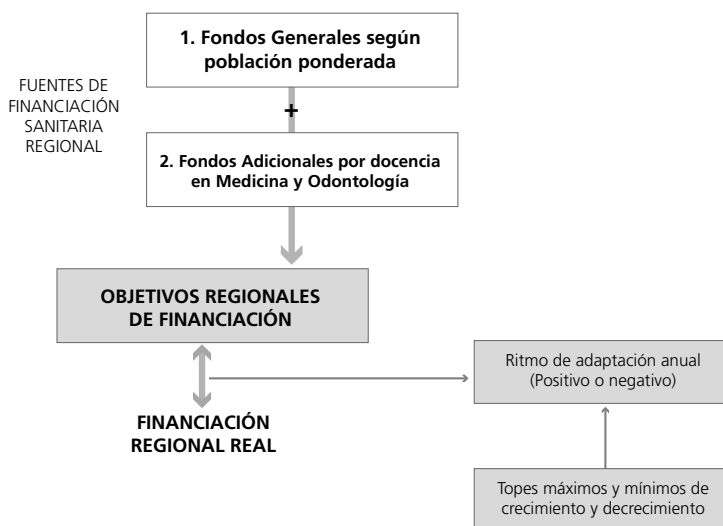 1. Fondos Generales según
población ponderada
FUENTES DE
FINANCIACIÓN
SANITARIA
REGIONAL
+
2. Fondos Adicionales por docencia
en Medicina y Odontología
OBJETIVOS REGIONALES
DE FINANCIACIÓN
Ritmo de adaptación anual
(Positivo o negativo)
FINANCIACIÓN
REGIONAL REAL
Topes máximos y mínimos de
crecimiento y decrecimiento